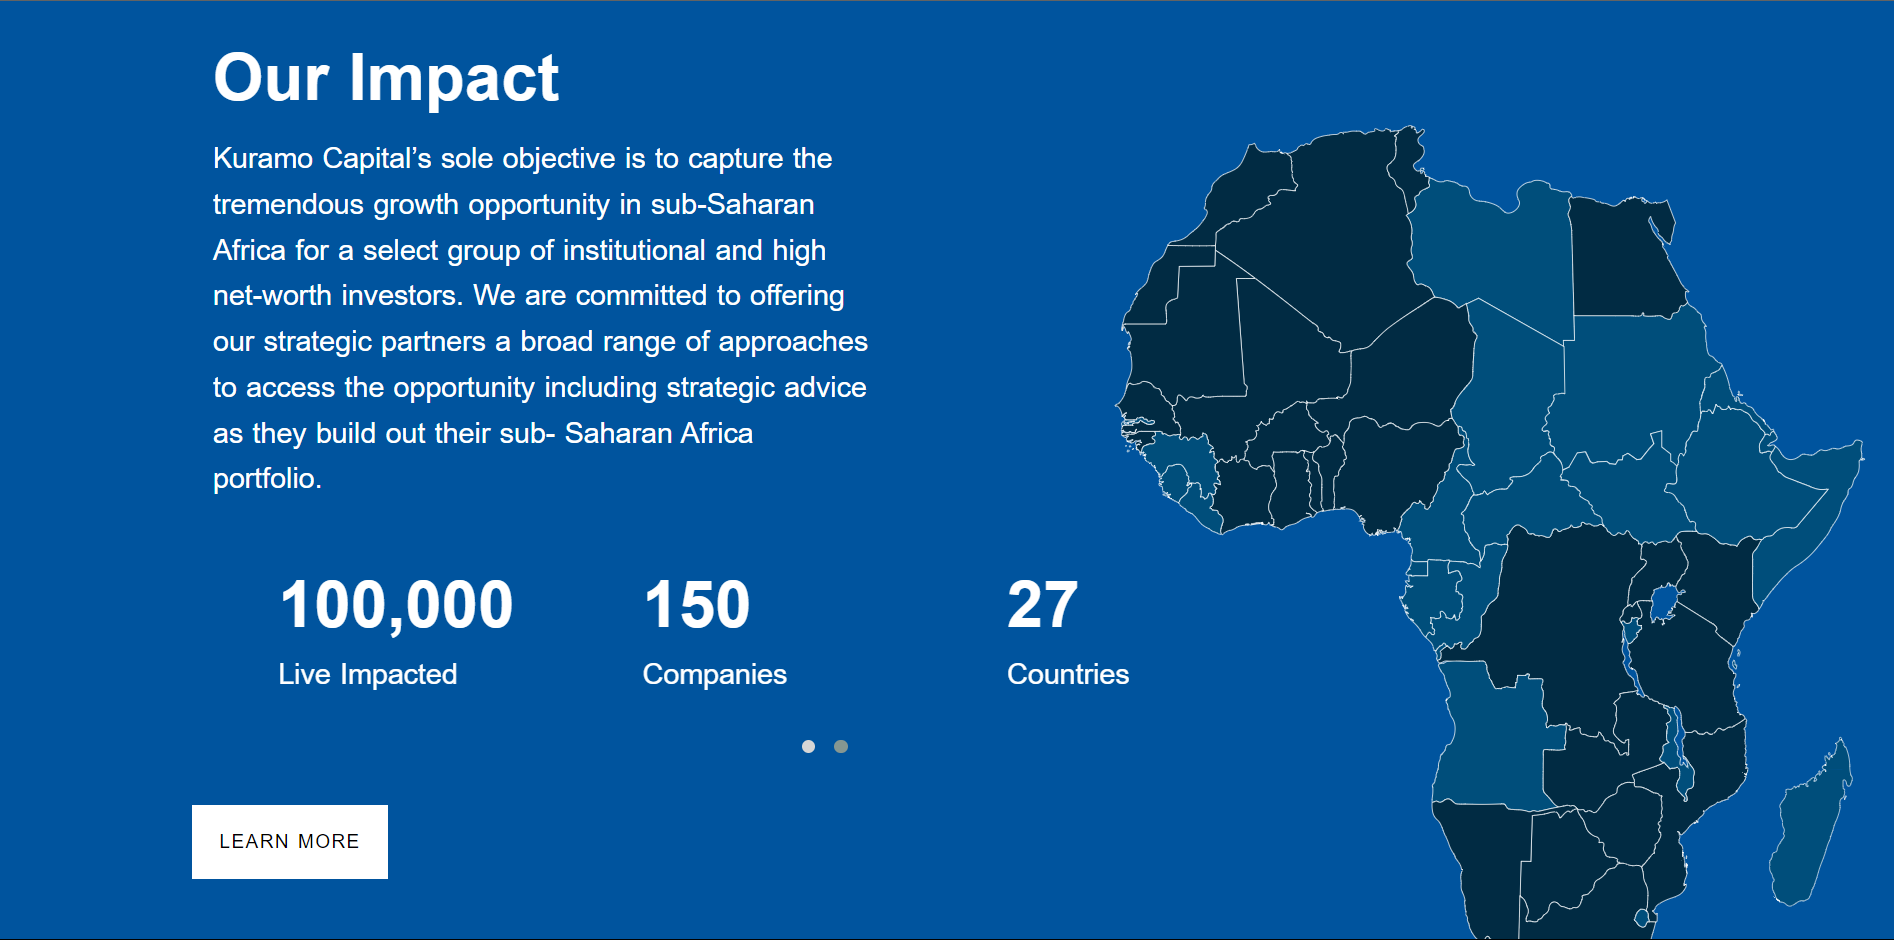 Our Impact
Kuramo Capital’s sole objective is to capture the
tremendous growth opportunity in sub-Saharan
Africa for a select group of institutional and high
net-worth investors. We are committed to offering
our strategic partners a broad range of approaches
to access the opportunity including strategic advice
as they build out their sub- Saharan Africa
portfolio.
100,000
Live Impacted
150
Companies
27
Countries
LEARN MORE